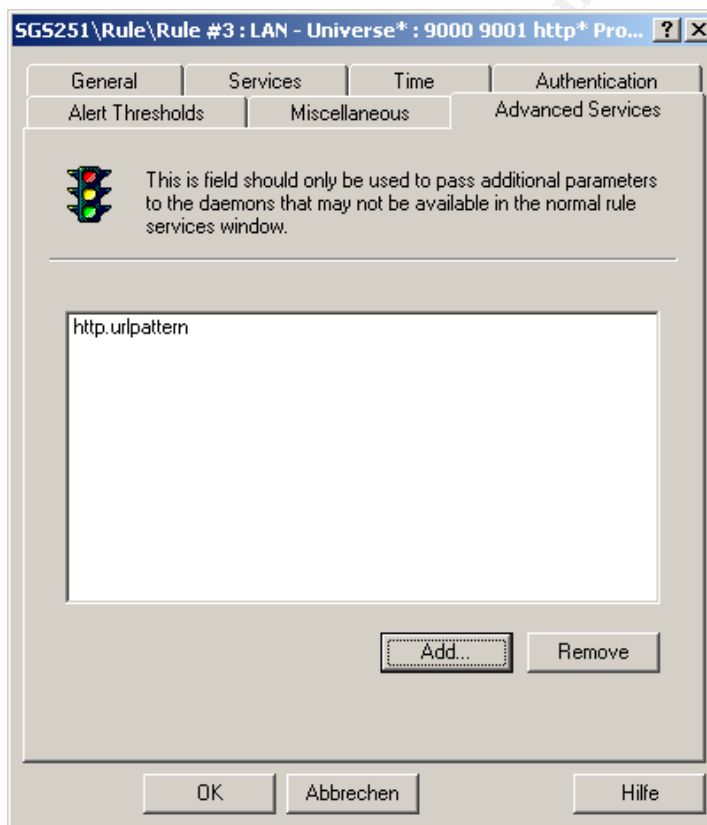 SGS251\Rule\Rule #3 : LAN - Universe* : 9000 9001 http* Pro...
General Services Time Authentication
Alert Thresholds Miscellaneous Advanced Services
This is field should only be used to pass additional parameters
to the daemons that may not be available in the normal rule
services window.
http.urlpattern
Add... Remove
OK Abbrechen Hilfe